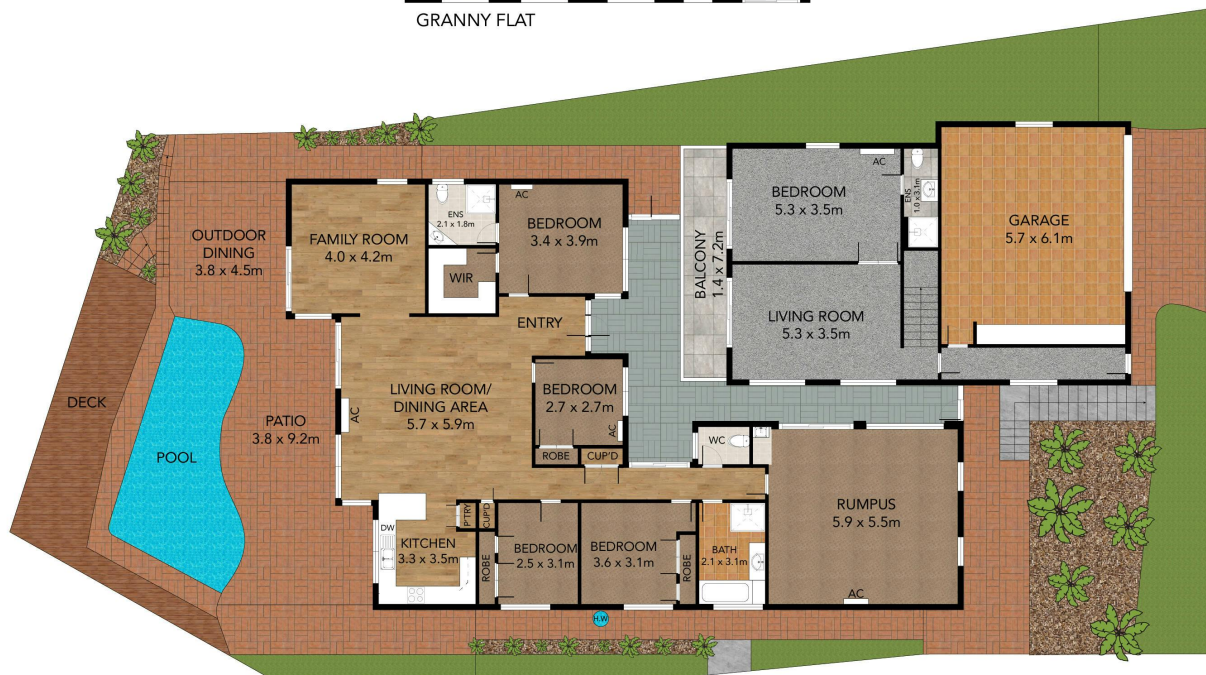 GRANNY FLAT
AC
BEDROOM
5.3 x 3.5m
ENS
1.0 x 3.1m
GARAGE
5.7 x 6.1m
BALCONY
1.4 x 7.2m
LIVING ROOM
5.3 x 3.5m
OUTDOOR
DINING
3.8 x 4.5m
FAMILY ROOM
4.0 x 4.2m
ENS
2.1 x 1.8m
WIR
AC
BEDROOM
3.4 x 3.9m
ENTRY
DECK
POOL
PATIO
3.8 x 9.2m
AC
LIVING ROOM/
DINING AREA
5.7 x 5.9m
BEDROOM
2.7 x 2.7m
AC
ROBE
CUP'D
WC
RUMPUS
5.9 x 5.5m
AC
DW
KITCHEN
3.3 x 3.5m
P'TRY
CUP'D
ROBE
BEDROOM
2.5 x 3.1m
BEDROOM
3.6 x 3.1m
ROBE
BATH
2.1 x 3.1m
H.W